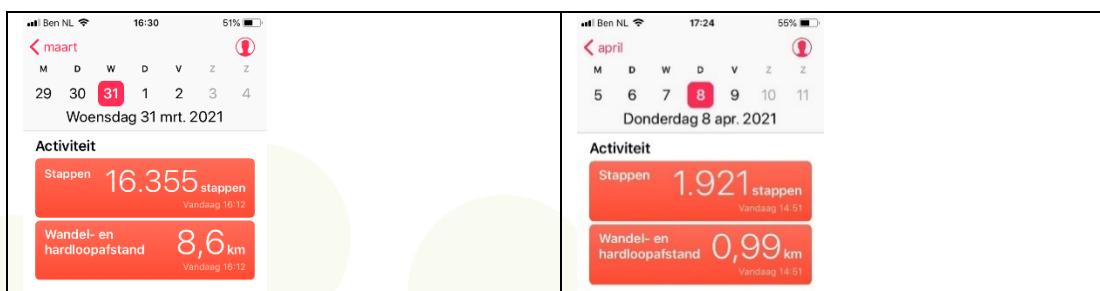 Ben NL 16:30 51%
maart
M D W D V Z Z
29 30 31 1 2 3 4
Woensdag 31 mrt. 2021
Activiteit
Stappen 16.355 stappen
Vandaag 16:12
Wandel- en
hardloopafstand 8,6 km
Vandaag 16:12
Ben NL 17:24 55%
april
M D W D V Z Z
5 6 7 8 9 10 11
Donderdag 8 apr. 2021
Activiteit
Stappen 1.921 stappen
Vandaag 14:51
Wandel- en
hardloopafstand 0,99 km
Vandaag 14:51